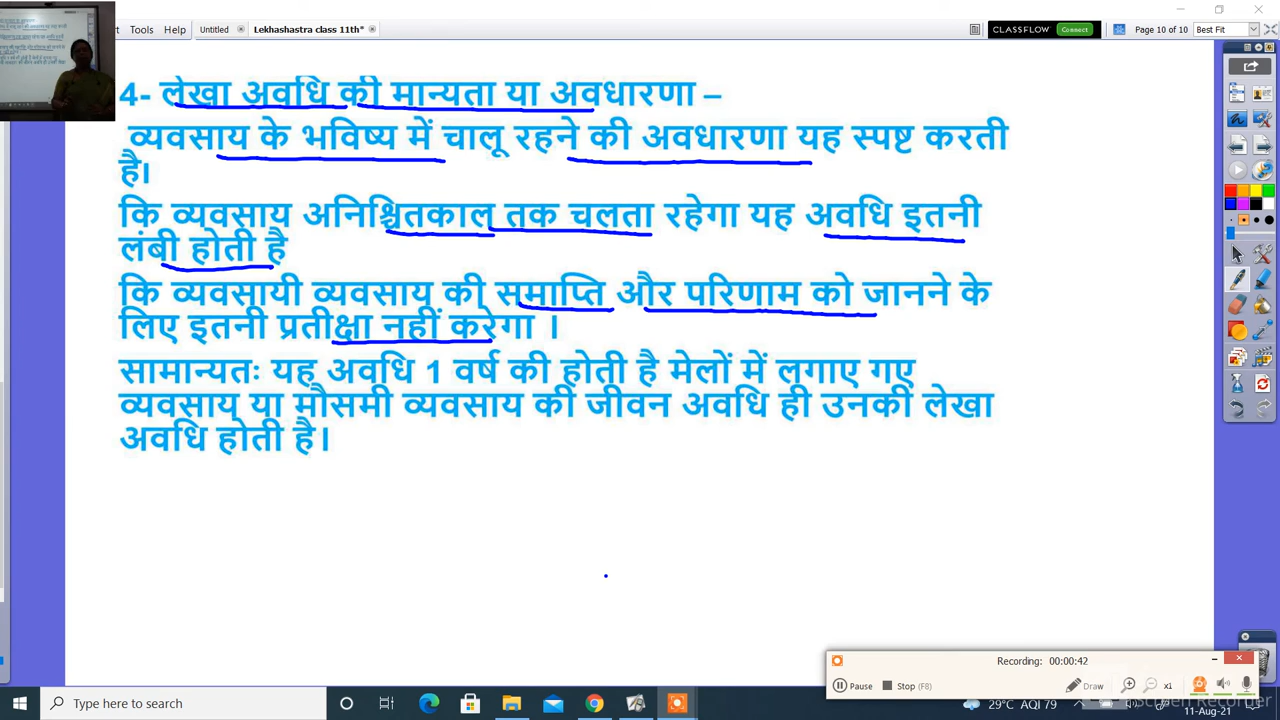 Tools Help
Untitled
Lekhashastra class 11th*
CLASSFLOW Connect
Page 10 of 10
Best Fit
4- लेखा अवधि की मान्यता या अवधारणा –
व्यवसाय के भविष्य में चालू रहने की अवधारणा यह स्पष्ट करती
है।
कि व्यवसाय अनिश्चितकाल तक चलता रहेगा यह अवधि इतनी
लंबी होती है
कि व्यवसायी व्यवसाय की समाप्ति और परिणाम को जानने के
लिए इतनी प्रतीक्षा नहीं करेगा ।
सामान्यतः यह अवधि 1 वर्ष की होती है मेलों में लगाए गए
व्यवसाय या मौसमी व्यवसाय की जीवन अवधि ही उनकी लेखा
अवधि होती है।
Recording: 00:00:42
Pause Stop (F8) x1 Draw
Screen Recorder
Type here to search
29°C AQI 79
11-Aug-21